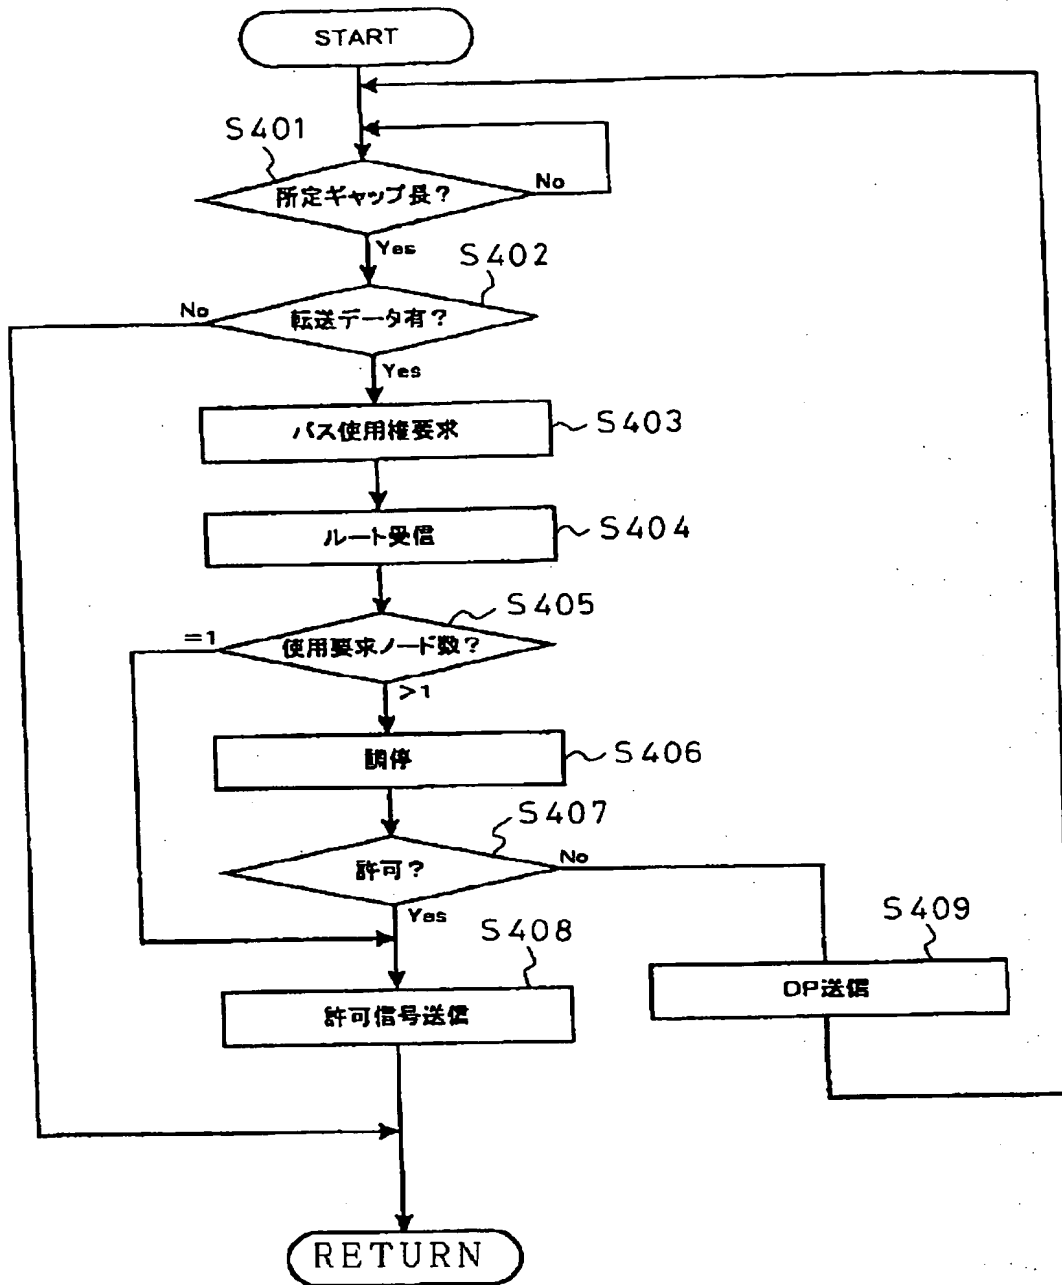 START
S401
所定ギャップ長?
No
Yes
S402
No
転送データ有?
Yes
バス使用権要求
S403
ルート受信
S404
S405
=1
使用要求ノード数?
>1
調停
S406
S407
許可?
No
Yes
S408
S409
許可信号送信
DP送信
RETURN